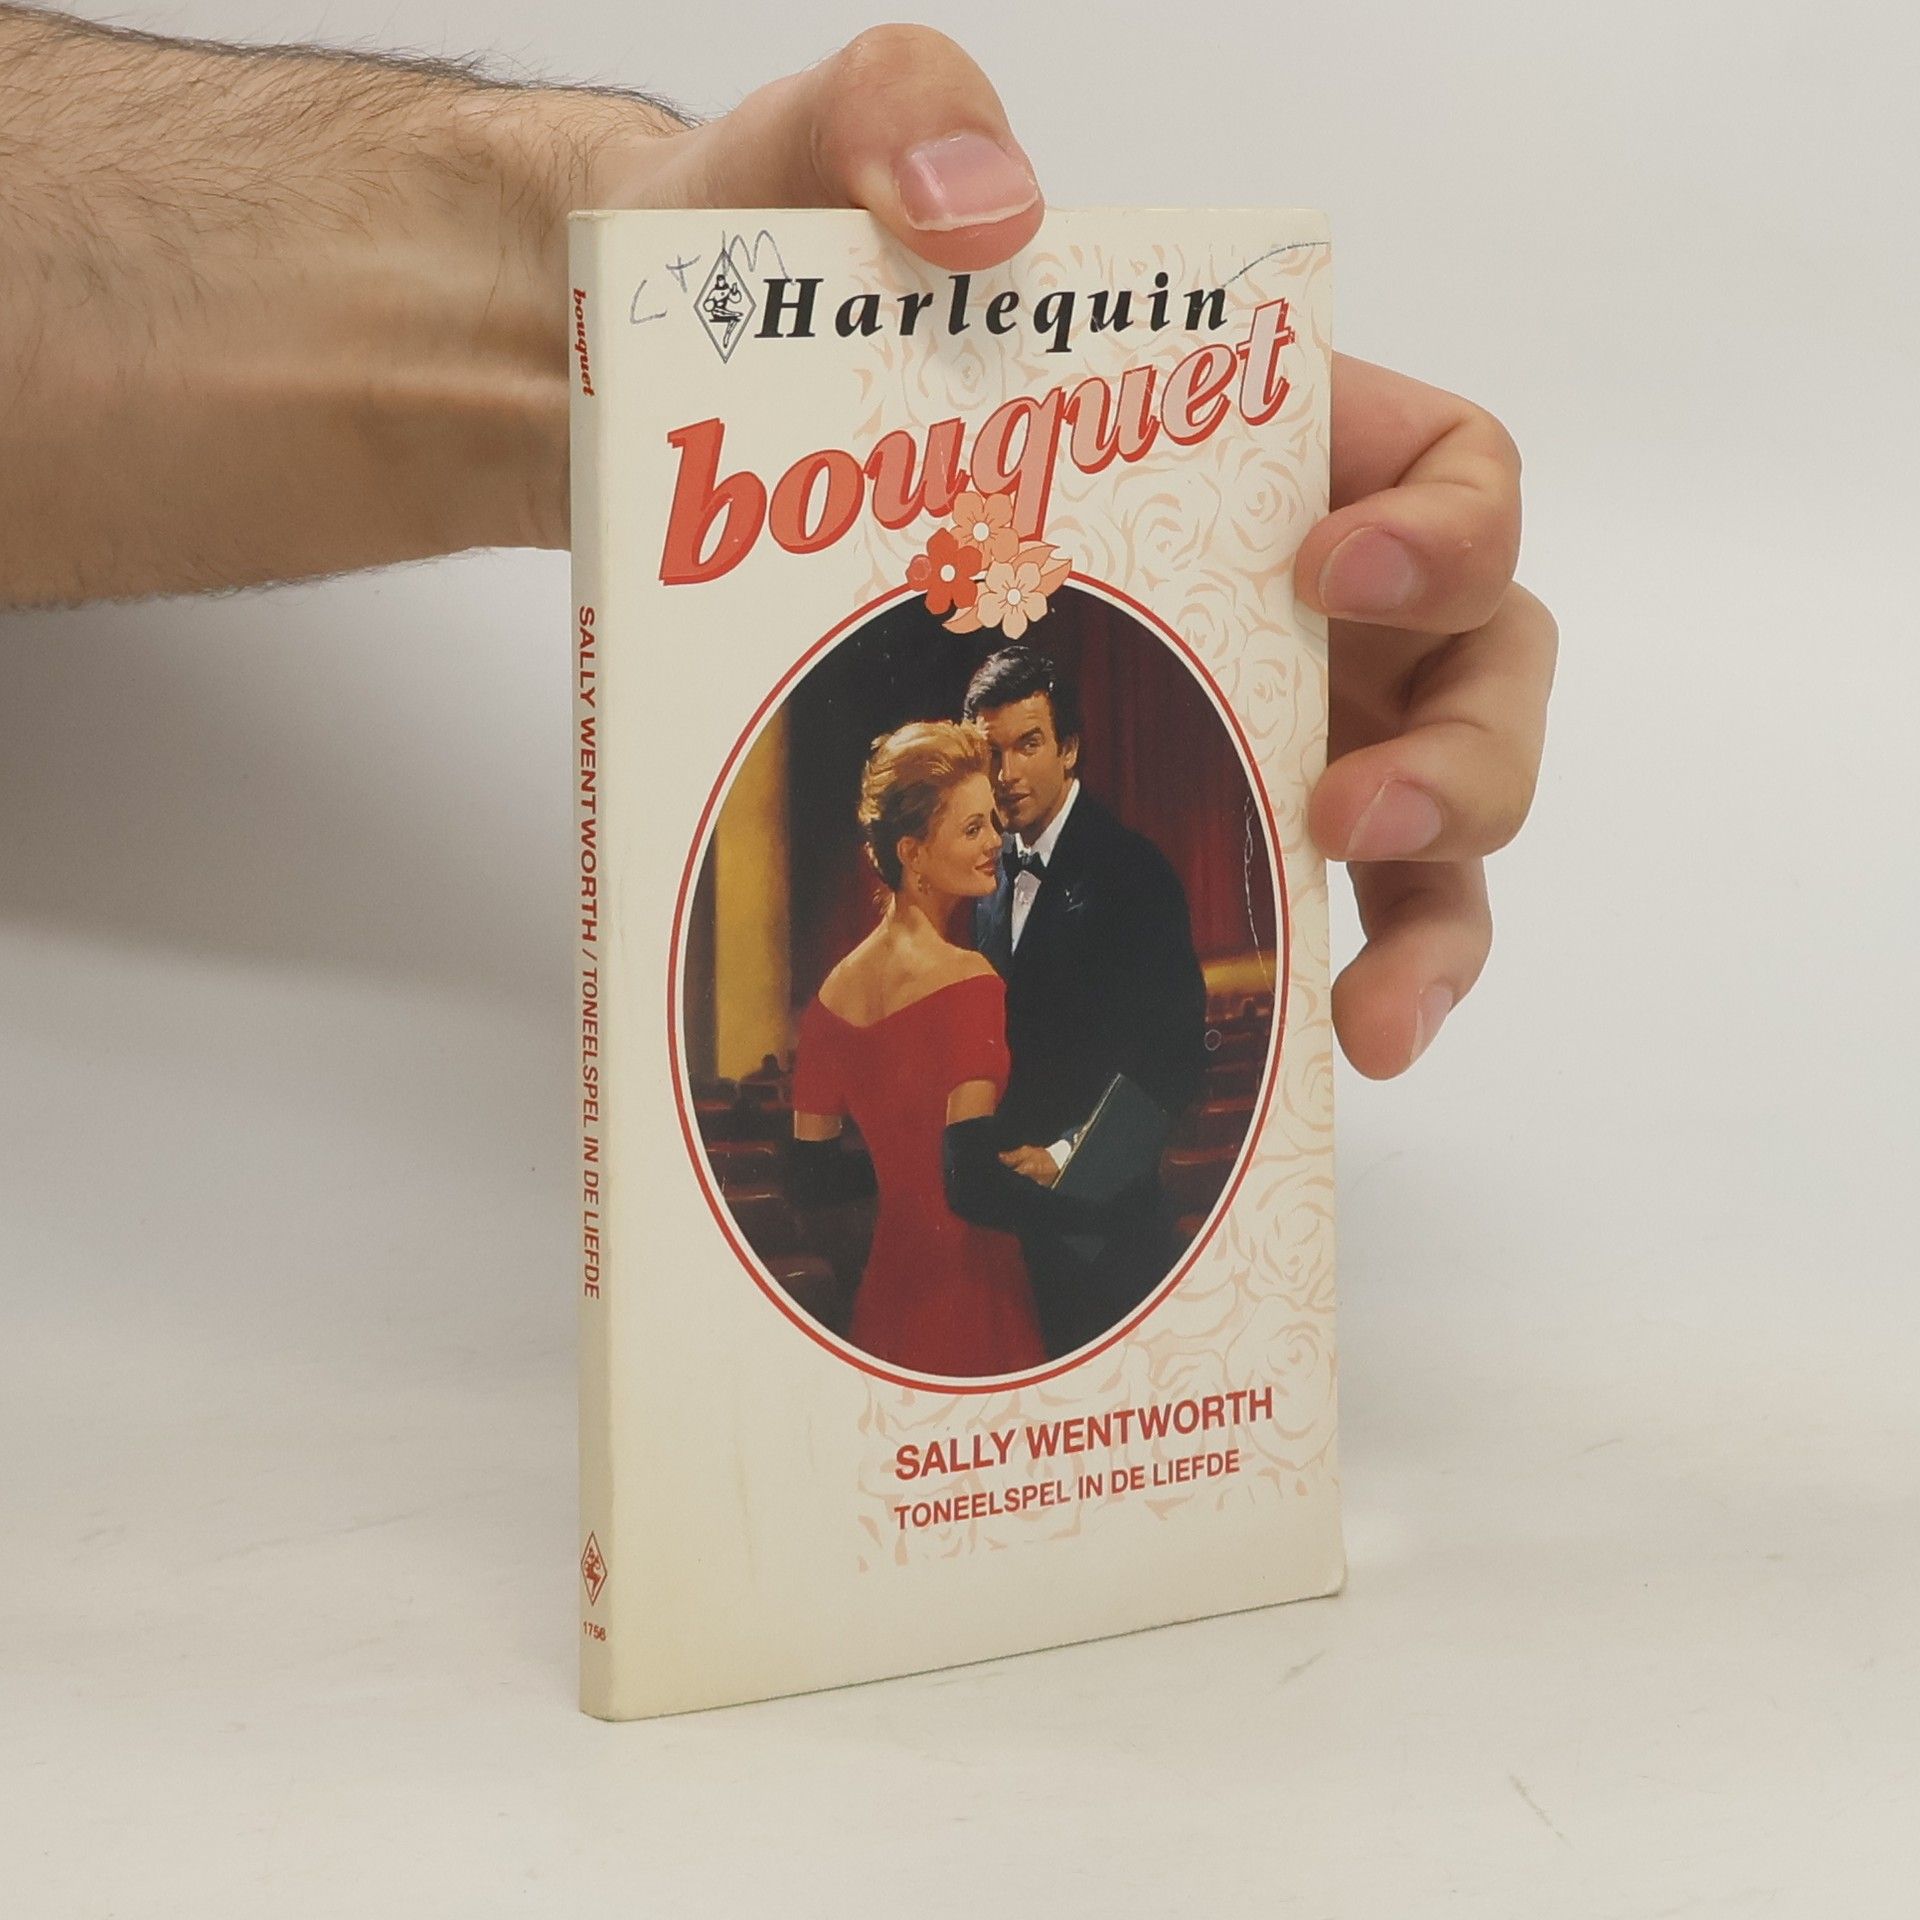 C+M
Harlequin
bouquet
SALLY WENTWORTH
TONEELSPEL IN DE LIEFDE
bouquet
SALLY WENTWORTH / TONEELSPEL IN DE LIEFDE
1756